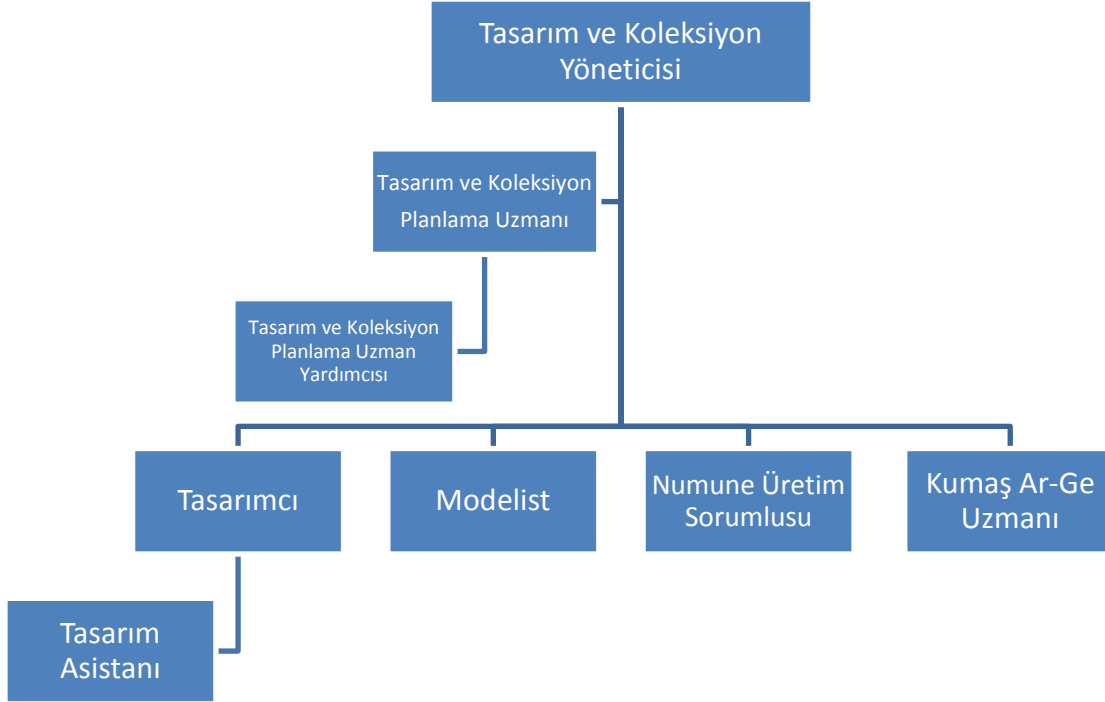 Tasarım ve Koleksiyon
Yöneticisi
Tasarım ve Koleksiyon
Planlama Uzmanı
Tasarım ve Koleksiyon
Planlama Uzman
Yardımcısı
Tasarımcı
Modelist
Numune Üretim
Sorumlusu
Kumaş Ar-Ge
Uzmanı
Tasarım
Asistanı